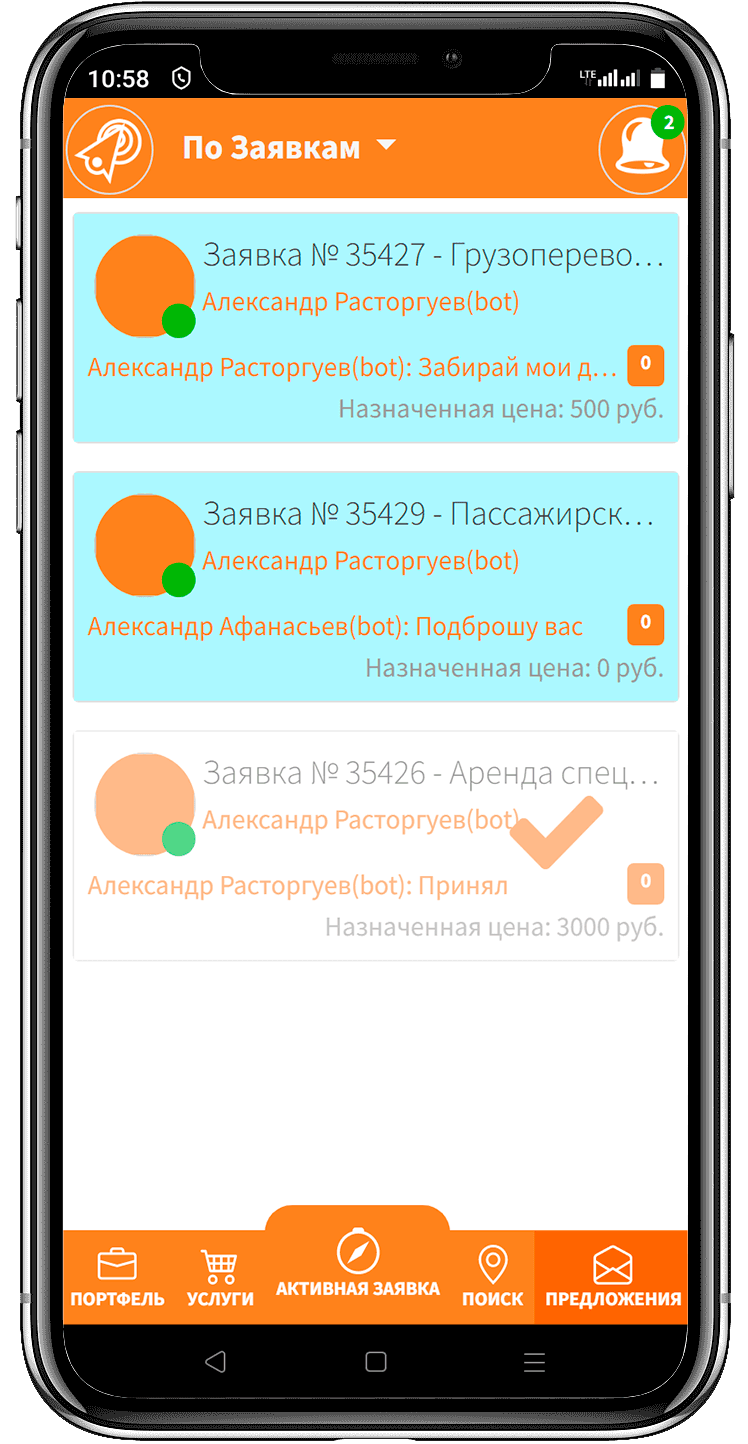 10:58
LTE
По Заявкам
2
Заявка № 35427 - Грузоперево...
Александр Расторгуев(bot)
Александр Расторгуев(bot): Забирай мои д...
0
Назначенная цена: 500 руб.
Заявка № 35429 - Пассажирск...
Александр Расторгуев(bot)
Александр Афанасьев(bot): Подброшу вас
0
Назначенная цена: 0 руб.
Заявка № 35426 - Аренда спец...
Александр Расторгуев(bot)
Александр Расторгуев(bot): Принял
0
Назначенная цена: 3000 руб.
ПОРТФЕЛЬ
УСЛУГИ
АКТИВНАЯ ЗАЯВКА
ПОИСК
ПРЕДЛОЖЕНИЯ